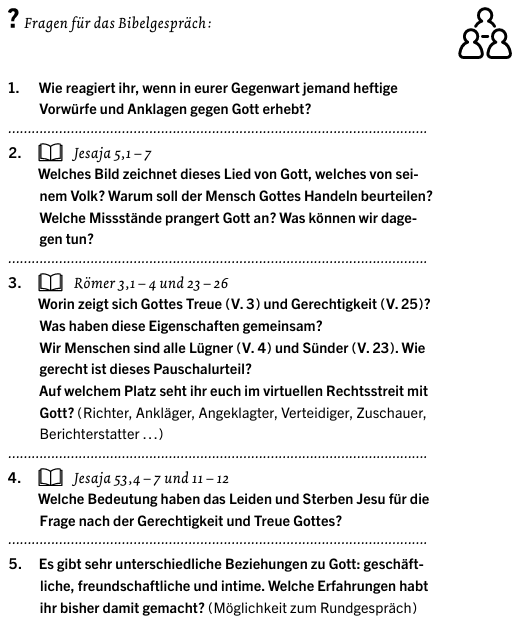 ? Fragen für das Bibelgespräch:
1. Wie reagiert ihr, wenn in eurer Gegenwart jemand heftige
Vorwürfe und Anklagen gegen Gott erhebt?
2. Jesaja 5,1 – 7
Welches Bild zeichnet dieses Lied von Gott, welches von sei-
nem Volk? Warum soll der Mensch Gottes Handeln beurteilen?
Welche Missstände prangert Gott an? Was können wir dage-
gen tun?
3. Römer 3,1 – 4 und 23 – 26
Worin zeigt sich Gottes Treue (V. 3) und Gerechtigkeit (V. 25)?
Was haben diese Eigenschaften gemeinsam?
Wir Menschen sind alle Lügner (V. 4) und Sünder (V. 23). Wie
gerecht ist dieses Pauschalurteil?
Auf welchem Platz seht ihr euch im virtuellen Rechtsstreit mit
Gott? (Richter, Ankläger, Angeklagter, Verteidiger, Zuschauer,
Berichterstatter …)
4. Jesaja 53,4 – 7 und 11 – 12
Welche Bedeutung haben das Leiden und Sterben Jesu für die
Frage nach der Gerechtigkeit und Treue Gottes?
5. Es gibt sehr unterschiedliche Beziehungen zu Gott: geschäft-
liche, freundschaftliche und intime. Welche Erfahrungen habt
ihr bisher damit gemacht? (Möglichkeit zum Rundgespräch)